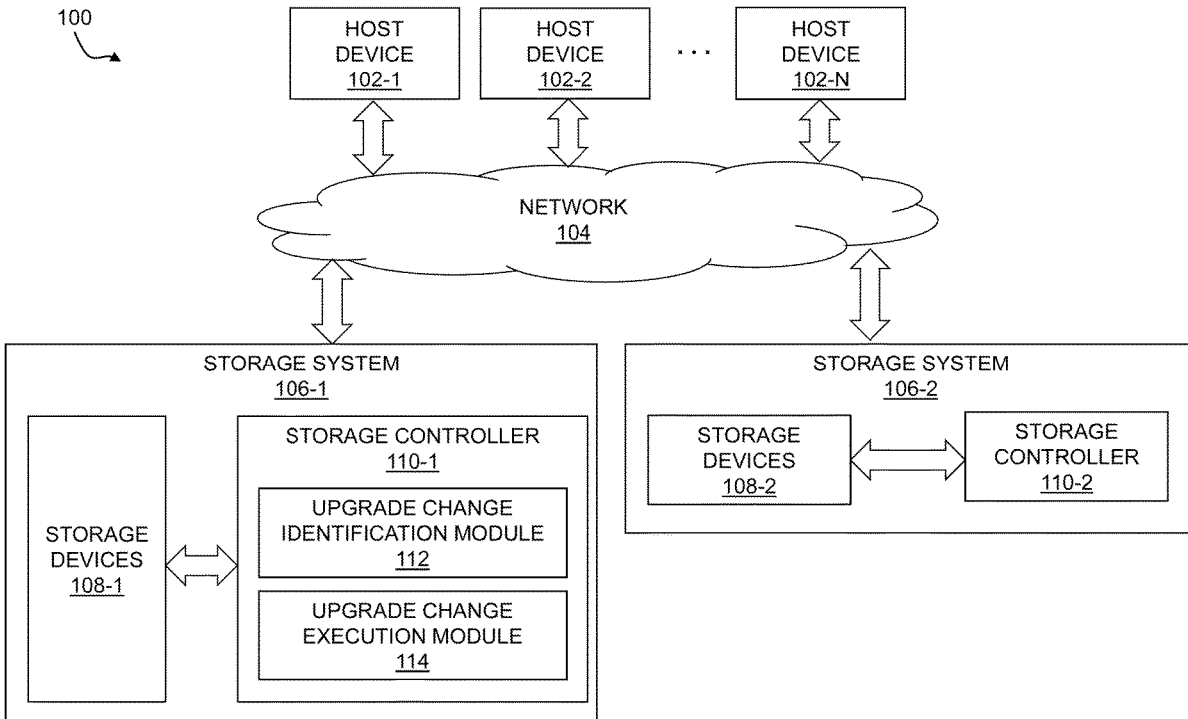 100
HOST
DEVICE
102-1
HOST
DEVICE
102-2
. . .
HOST
DEVICE
102-N
NETWORK
104
STORAGE SYSTEM
106-1
STORAGE
DEVICES
108-1
STORAGE CONTROLLER
110-1
UPGRADE CHANGE
IDENTIFICATION MODULE
112
UPGRADE CHANGE
EXECUTION MODULE
114
STORAGE SYSTEM
106-2
STORAGE
DEVICES
108-2
STORAGE
CONTROLLER
110-2